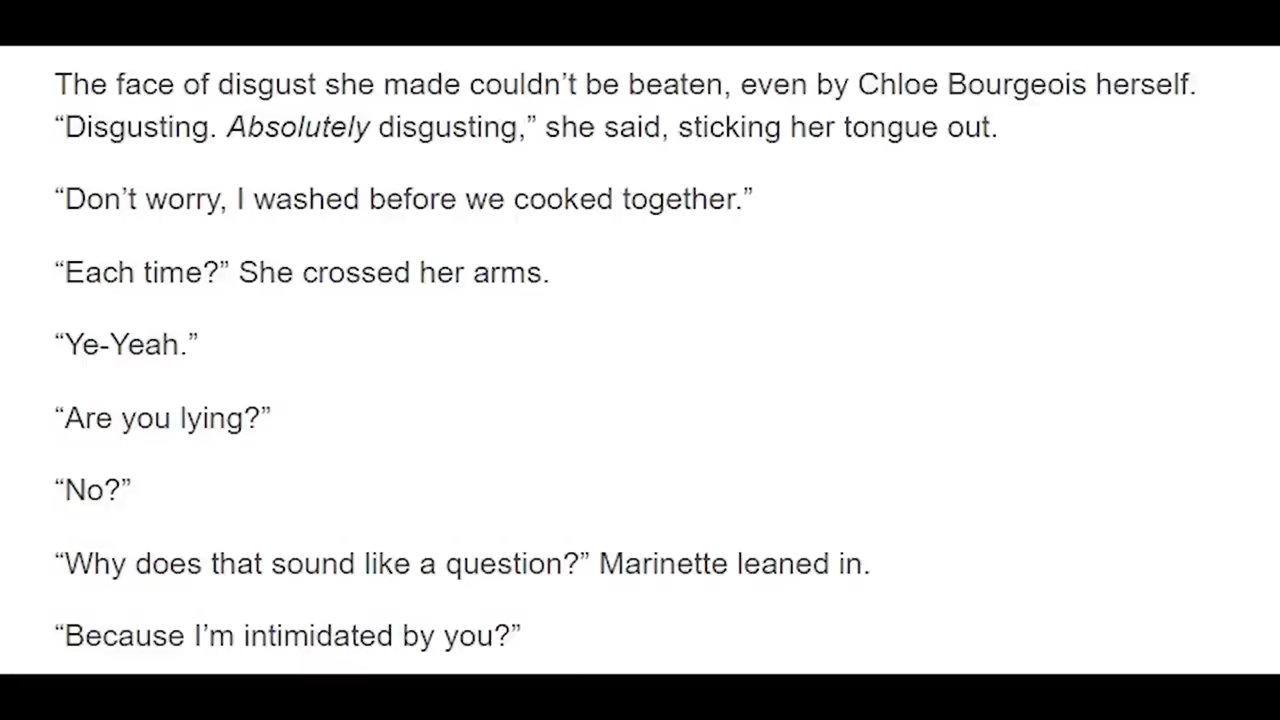 The face of disgust she made couldn’t be beaten, even by Chloe Bourgeois herself.
“Disgusting. Absolutely disgusting,” she said, sticking her tongue out.
“Don’t worry, I washed before we cooked together.”
“Each time?” She crossed her arms.
“Ye-Yeah.”
“Are you lying?”
“No?”
“Why does that sound like a question?” Marinette leaned in.
“Because I’m intimidated by you?”